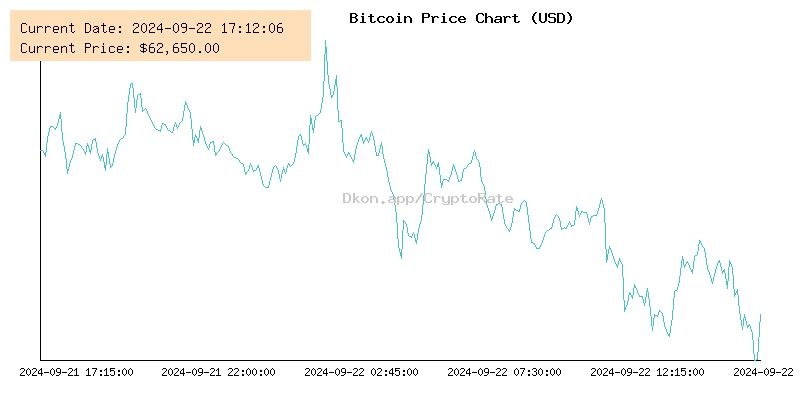 Bitcoin Price Chart (USD)
Current Date: 2024-09-22 17:12:06
Current Price: $62,650.00
Dkon.app/CryptoRate
2024-09-21 17:15:00 2024-09-21 22:00:00 2024-09-22 02:45:00 2024-09-22 07:30:00 2024-09-22 12:15:00 2024-09-22